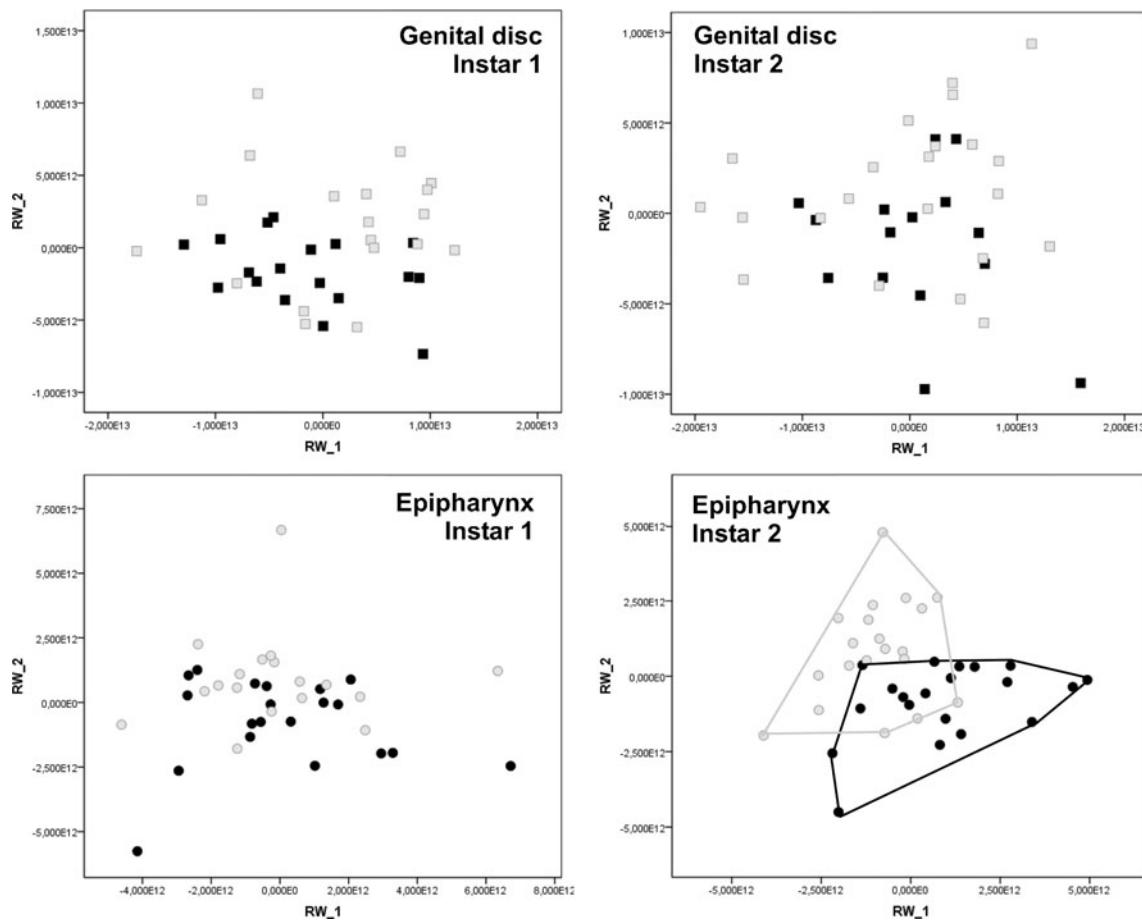 Genital disc
Instar 1
1,500E13
1,000E13
5,000E12
0,000E0
-5,000E12
-1,000E13
RW_2
-2,000E13 -1,000E13 0,000E0 1,000E13 2,000E13
RW_1
Genital disc
Instar 2
1,000E13
5,000E12
0,000E0
-5,000E12
-1,000E13
RW_2
-2,000E13 -1,000E13 0,000E0 1,000E13 2,000E13
RW_1
Epipharynx
Instar 1
7,500E12
5,000E12
2,500E12
0,000E0
-2,500E12
-5,000E12
RW_2
-4,000E12 -2,000E12 0,000E0 2,000E12 4,000E12 6,000E12 8,000E12
RW_1
Epipharynx
Instar 2
5,000E12
2,500E12
0,000E0
-2,500E12
-5,000E12
RW_2
-5,000E12 -2,500E12 0,000E0 2,500E12 5,000E12
RW_1